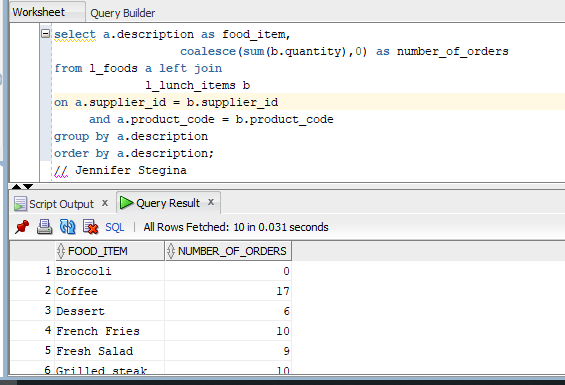 Worksheet Query Builder
select a.description as food_item,
coalesce(sum(b.quantity),0) as number_of_orders
from l_foods a left join
l_lunch_items b
on a.supplier_id = b.supplier_id
and a.product_code = b.product_code
group by a.description
order by a.description;
// Jennifer Stegina
Script Output x Query Result x
SQL | All Rows Fetched: 10 in 0.031 seconds
FOOD_ITEM NUMBER_OF_ORDERS
1 Broccoli 0
2 Coffee 17
3 Dessert 6
4 French Fries 10
5 Fresh Salad 9
6 Grilled steak 10